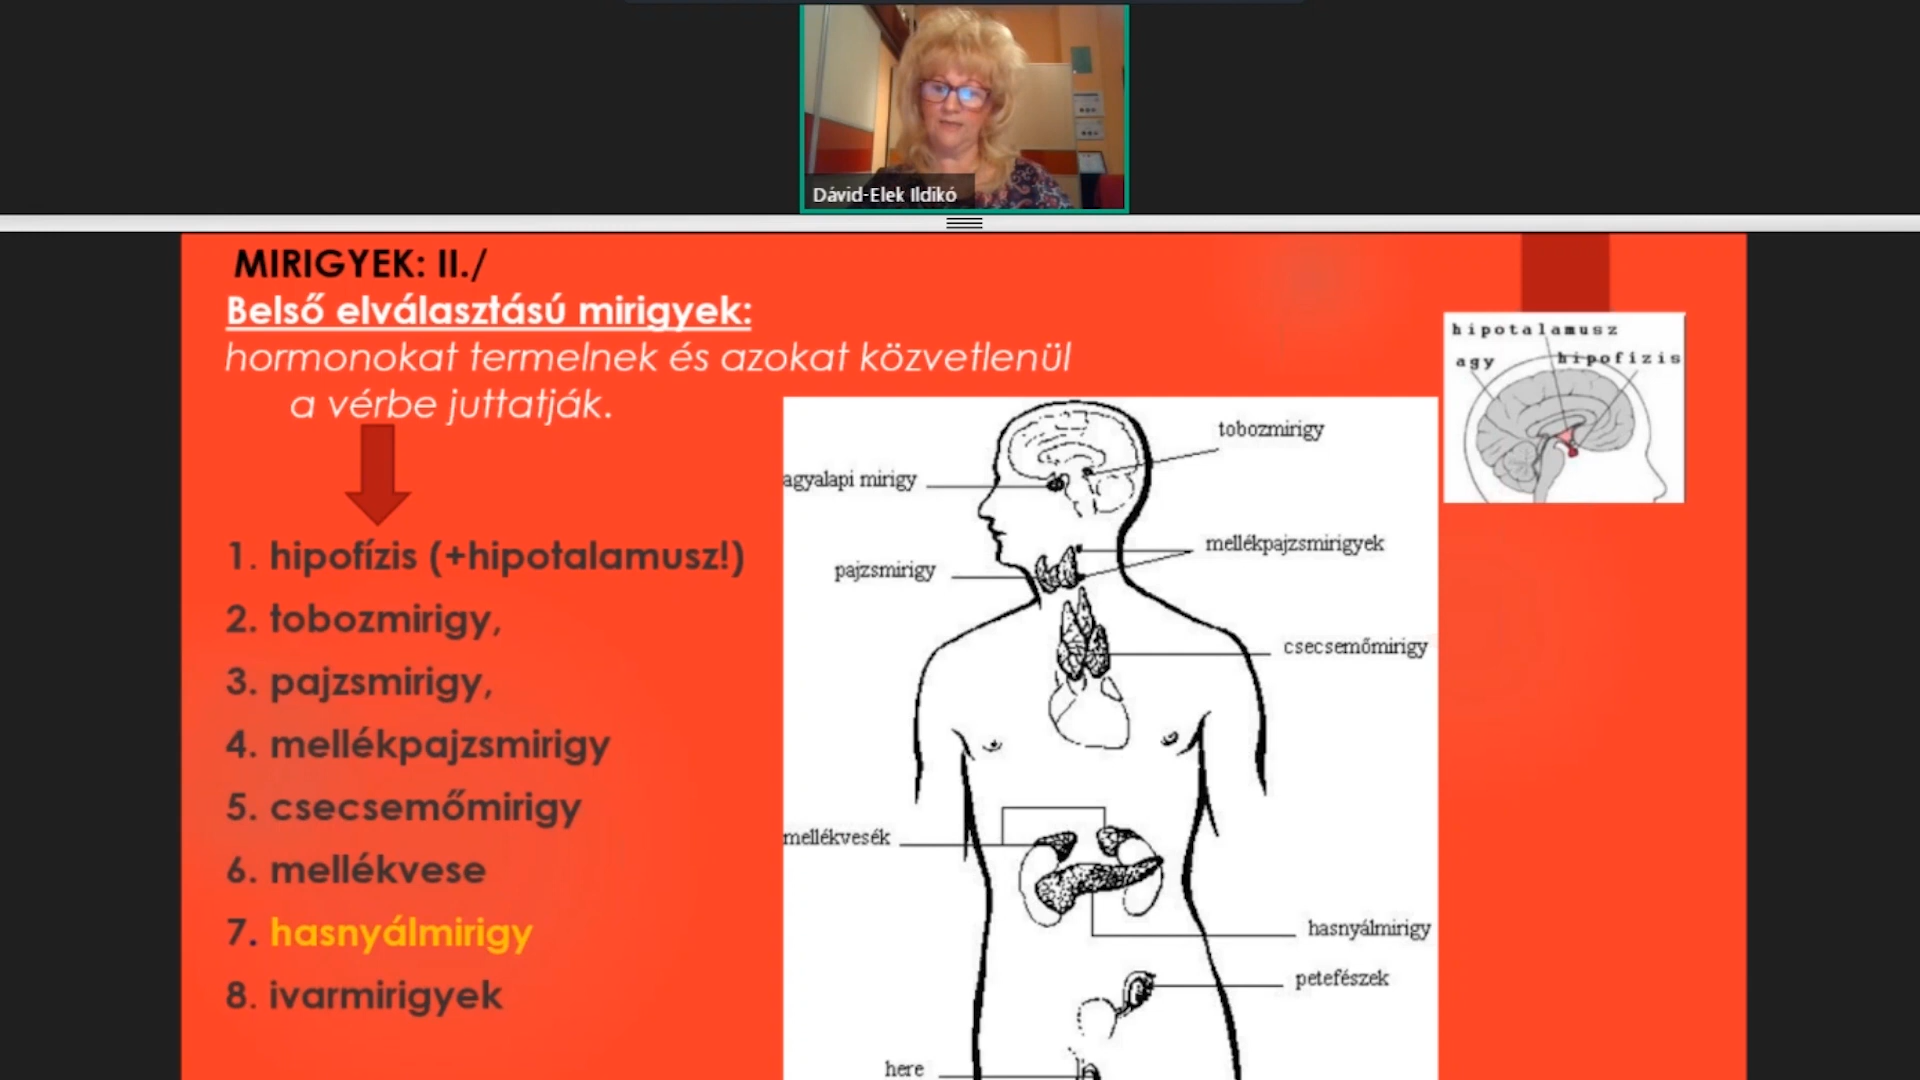 Dávid-Elek Ildikó
MIRIGYEK: II./
Belső elválasztású mirigyek:
hormonokat termelnek és azokat közvetlenül
a vérbe juttatják.
1. hipofízis (+hipotalamusz!)
2. tobozmirigy,
3. pajzsmirigy,
4. mellékpajzsmirigy
5. csecsemőmirigy
6. mellékvese
7. hasnyálmirigy
8. ivarmirigyek
tobozmirigy
agyalapi mirigy
mellékpajzsmirigyek
pajzsmirigy
csecsemőmirigy
mellékvesék
hasnyálmirigy
petefészek
here
hipotalamusz
agy
hipofízis